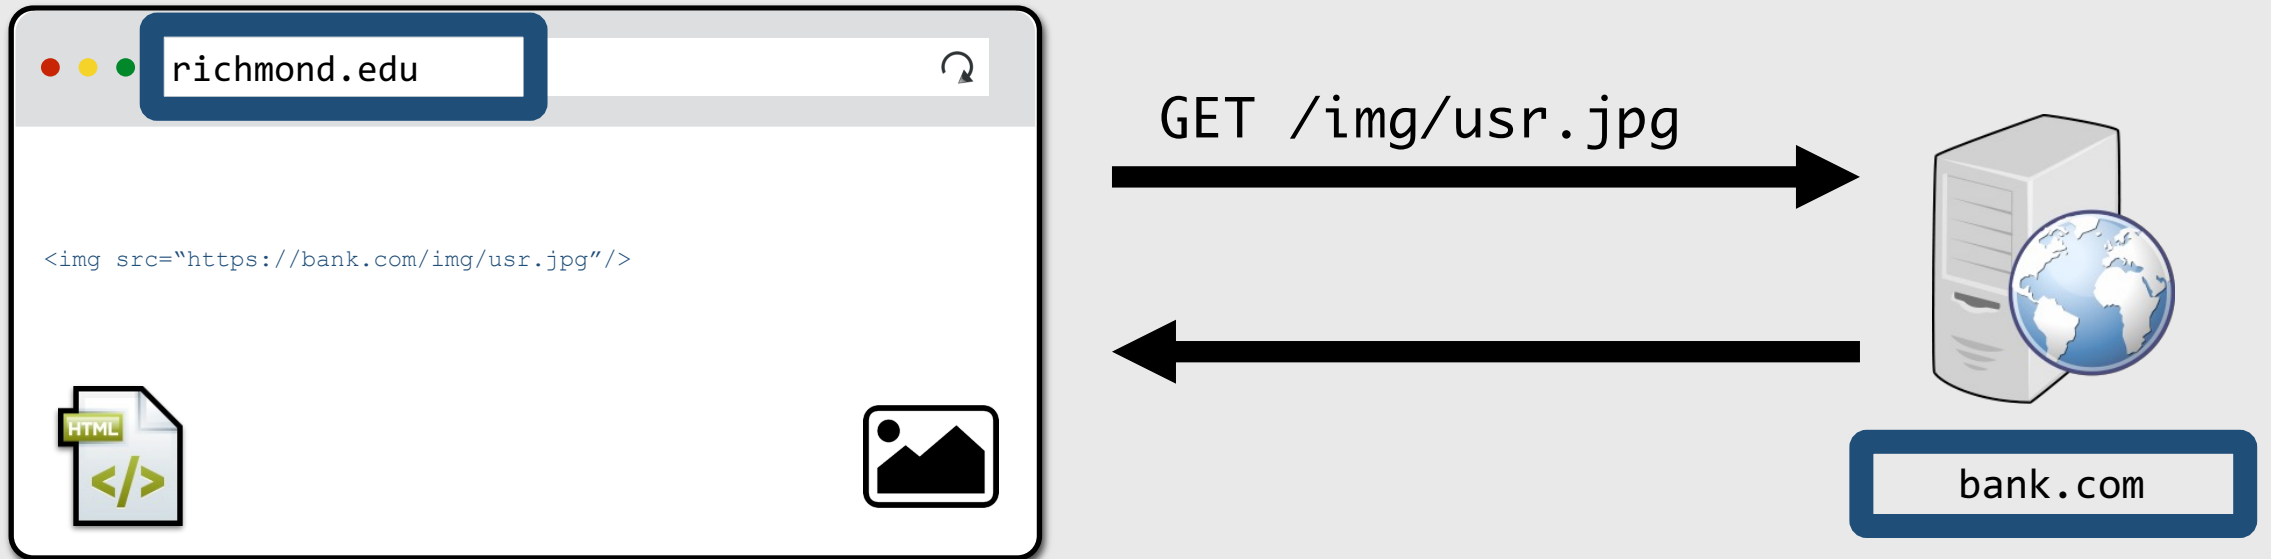 richmond.edu
GET /img/usr.jpg
<img src=“https://bank.com/img/usr.jpg”/>
HTML
</>
bank.com